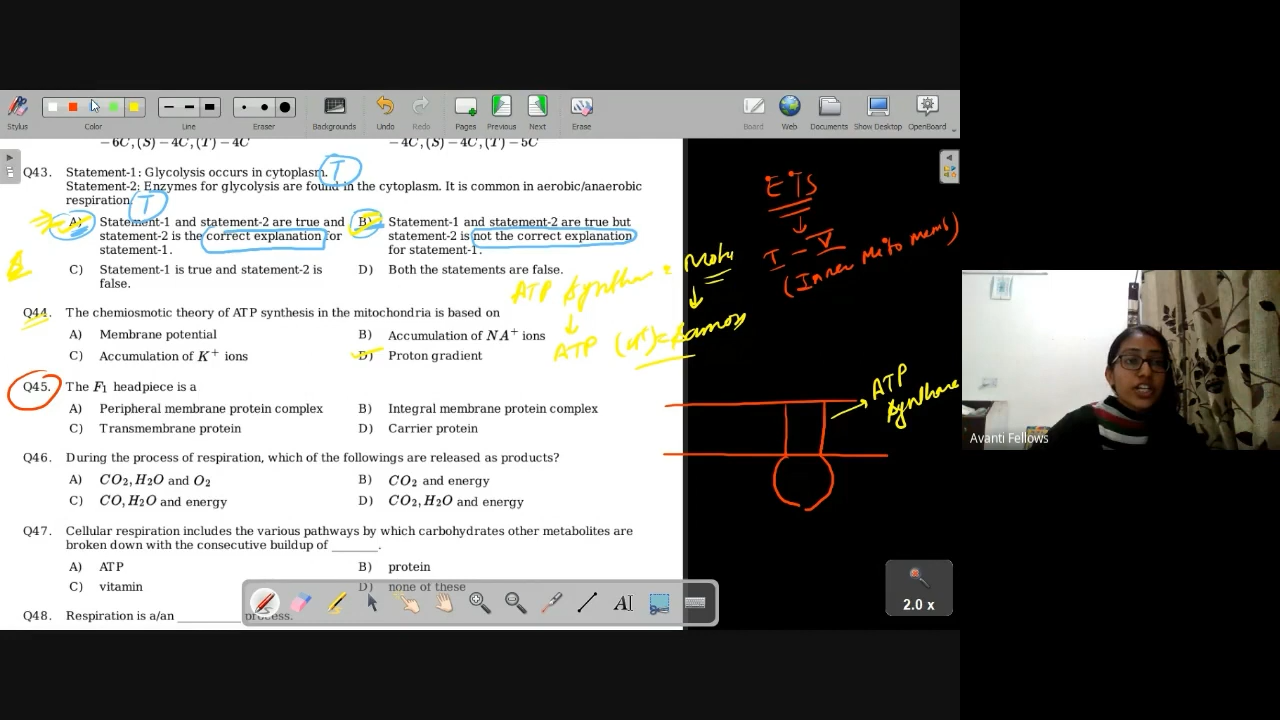 Stylus
Color
Line
Eraser
Backgrounds
Undo
Redo
Pages
Previous
Next
Erase
Board
Web
Documents
Show Desktop
OpenBoard
– 6C, (S) – 4C, (T) – 4C
– 4C, (S) – 4C, (T) – 5C
Q43. Statement-1: Glycolysis occurs in cytoplasm. T
Statement-2: Enzymes for glycolysis are found in the cytoplasm. It is common in aerobic/anaerobic
respiration. T
A) Statement-1 and statement-2 are true and
statement-2 is the correct explanation for
statement-1.
B) Statement-1 and statement-2 are true but
statement-2 is not the correct explanation
for statement-1.
C) Statement-1 is true and statement-2 is
false.
D) Both the statements are false.
Q44. The chemiosmotic theory of ATP synthesis in the mitochondria is based on
A) Membrane potential
B) Accumulation of NA⁺ ions
C) Accumulation of K⁺ ions
D) Proton gradient
Q45. The F₁ headpiece is a
A) Peripheral membrane protein complex
B) Integral membrane protein complex
C) Transmembrane protein
D) Carrier protein
Q46. During the process of respiration, which of the followings are released as products?
A) CO₂, H₂O and O₂
B) CO₂ and energy
C) CO, H₂O and energy
D) CO₂, H₂O and energy
Q47. Cellular respiration includes the various pathways by which carbohydrates other metabolites are
broken down with the consecutive buildup of _______.
A) ATP
B) protein
C) vitamin
D) none of these
Q48. Respiration is a/an __________ process.
ETS
I – V
(Inner Mito Memb)
ATP
ATP (H⁺)
ATP
Synthase
2.0 x
Avanti Fellows